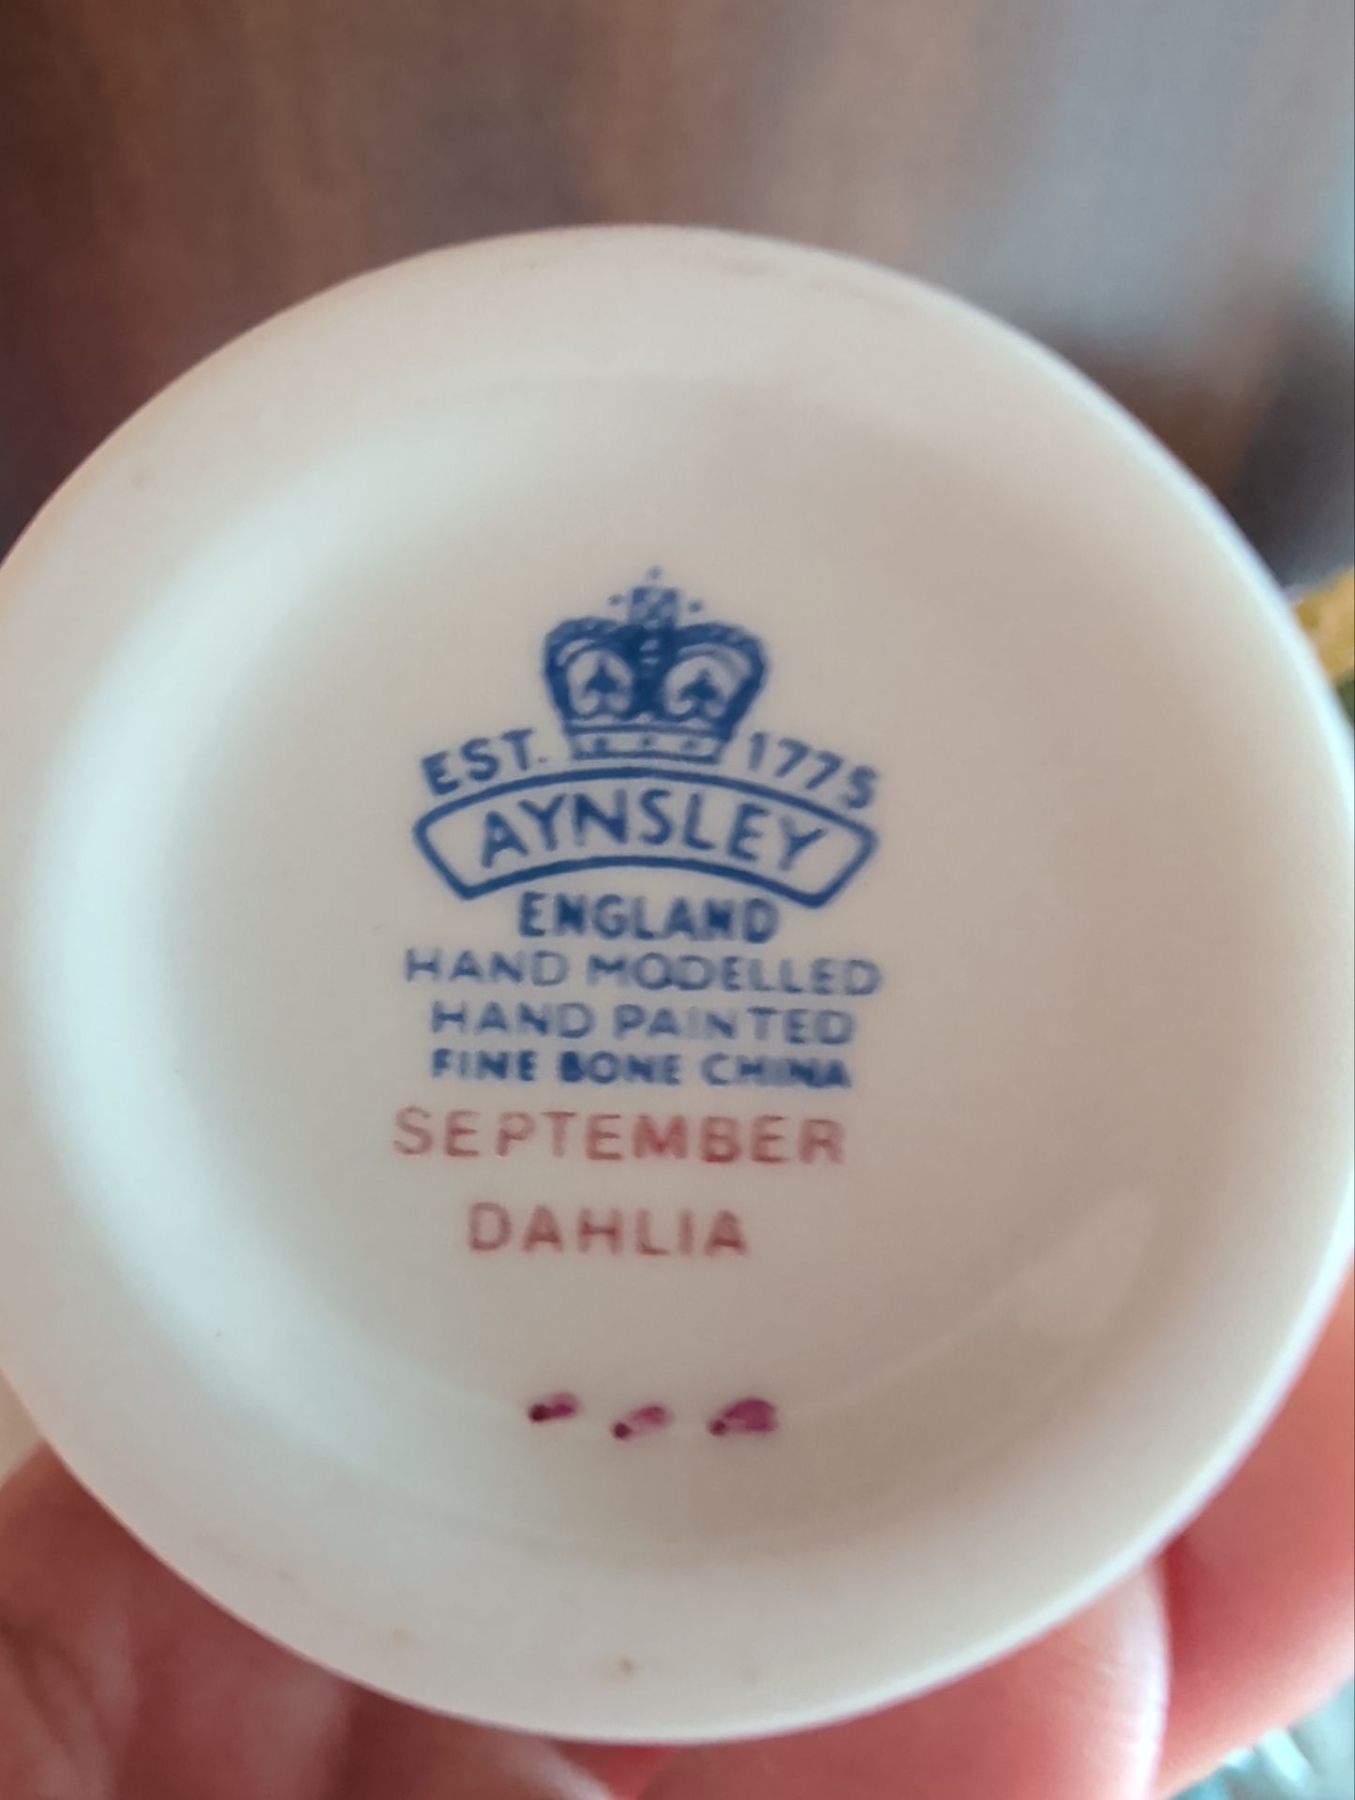 EST. 1775
AYNSLEY
ENGLAND
HAND MODELLED
HAND PAINTED
FINE BONE CHINA
SEPTEMBER
DAHLIA